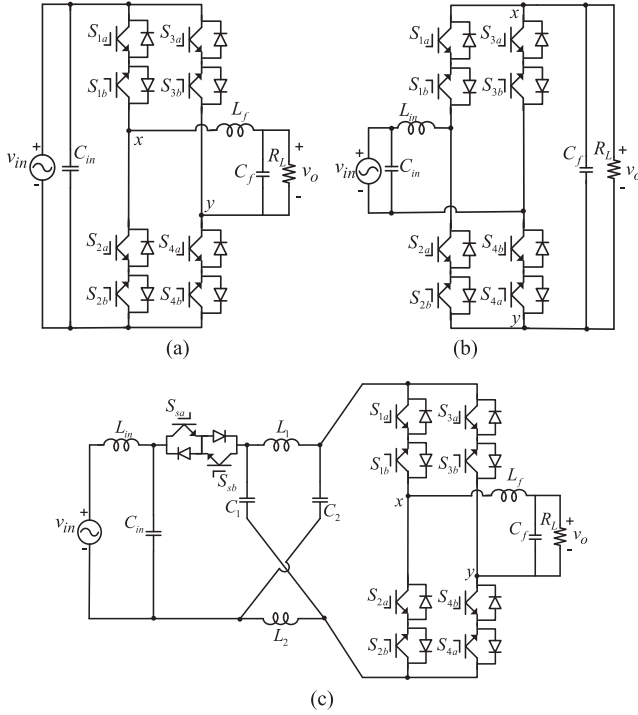 S1a S3a
S1b S3b
Lf
x
vin + - Cin
Cf RL + vo -
y
S2a S4a
S2b S4b
(a)
x
S1a S3a
S1b S3b
Lin
vin + - Cin
Cf RL + vo -
S2a S4b
S2b S4a
y
(b)
Ssa
Lin L1
Ssb
C1 C2
vin + - Cin
L2
S1a S3a
S1b S3b
Lf
x
Cf RL + vo -
y
S2a S4b
S2b S4a
(c)